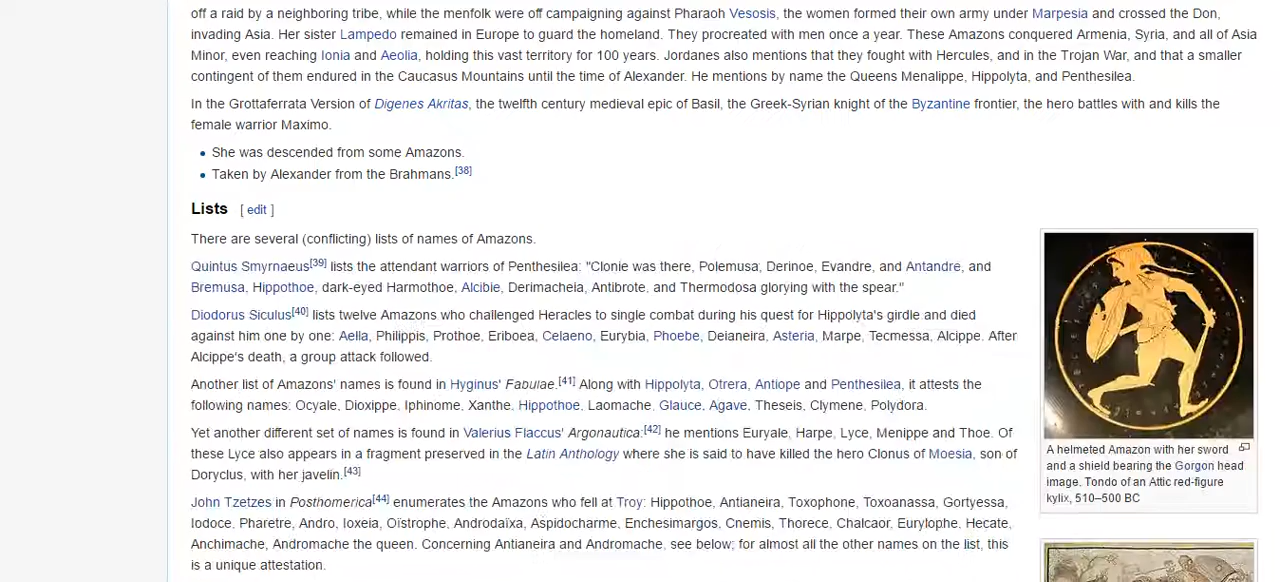 off a raid by a neighboring tribe, while the menfolk were off campaigning against Pharaoh Vesosis, the women formed their own army under Marpesia and crossed the Don,
invading Asia. Her sister Lampedo remained in Europe to guard the homeland. They procreated with men once a year. These Amazons conquered Armenia, Syria, and all of Asia
Minor, even reaching Ionia and Aeolia, holding this vast territory for 100 years. Jordanes also mentions that they fought with Hercules, and in the Trojan War, and that a smaller
contingent of them endured in the Caucasus Mountains until the time of Alexander. He mentions by name the Queens Menalippe, Hippolyta, and Penthesilea.
In the Grottaferrata Version of Digenes Akritas, the twelfth century medieval epic of Basil, the Greek-Syrian knight of the Byzantine frontier, the hero battles with and kills the
female warrior Maximo.
• She was descended from some Amazons.
• Taken by Alexander from the Brahmans.[38]
Lists [ edit ]
There are several (conflicting) lists of names of Amazons.
Quintus Smyrnaeus[39] lists the attendant warriors of Penthesilea: "Clonie was there, Polemusa, Derinoe, Evandre, and Antandre, and
Bremusa, Hippothoe, dark-eyed Harmothoe, Alcibie, Derimacheia, Antibrote, and Thermodosa glorying with the spear."
Diodorus Siculus[40] lists twelve Amazons who challenged Heracles to single combat during his quest for Hippolyta's girdle and died
against him one by one: Aella, Philippis, Prothoe, Eriboea, Celaeno, Eurybia, Phoebe, Deianeira, Asteria, Marpe, Tecmessa, Alcippe. After
Alcippe's death, a group attack followed.
Another list of Amazons' names is found in Hyginus' Fabulae.[41] Along with Hippolyta, Otrera, Antiope and Penthesilea, it attests the
following names: Ocyale, Dioxippe, Iphinome, Xanthe, Hippothoe, Laomache, Glauce, Agave, Theseis, Clymene, Polydora.
Yet another different set of names is found in Valerius Flaccus' Argonautica:[42] he mentions Euryale, Harpe, Lyce, Menippe and Thoe. Of
these Lyce also appears in a fragment preserved in the Latin Anthology where she is said to have killed the hero Clonus of Moesia, son of
Doryclus, with her javelin.[43]
John Tzetzes in Posthomerica[44] enumerates the Amazons who fell at Troy: Hippothoe, Antianeira, Toxophone, Toxoanassa, Gortyessa,
Iodoce, Pharetre, Andro, Ioxeia, Oïstrophe, Androdaïxa, Aspidocharme, Enchesimargos, Cnemis, Thorece, Chalcaor, Eurylophe, Hecate,
Anchimache, Andromache the queen. Concerning Antianeira and Andromache, see below; for almost all the other names on the list, this
is a unique attestation.
A helmeted Amazon with her sword
and a shield bearing the Gorgon head
image. Tondo of an Attic red-figure
kylix, 510–500 BC